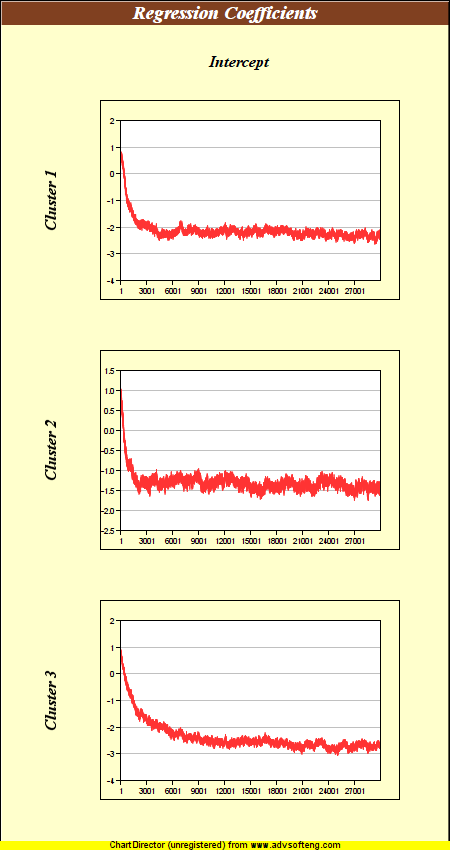 Regression Coefficients
Intercept
Cluster 1
2
1
0
-1
-2
-3
-4
1 3001 6001 9001 12001 15001 18001 21001 24001 27001
Cluster 2
1.5
1.0
0.5
0.0
-0.5
-1.0
-1.5
-2.0
-2.5
1 3001 6001 9001 12001 15001 18001 21001 24001 27001
Cluster 3
2
1
0
-1
-2
-3
-4
1 3001 6001 9001 12001 15001 18001 21001 24001 27001
ChartDirector (unregistered) from www.advsofteng.com